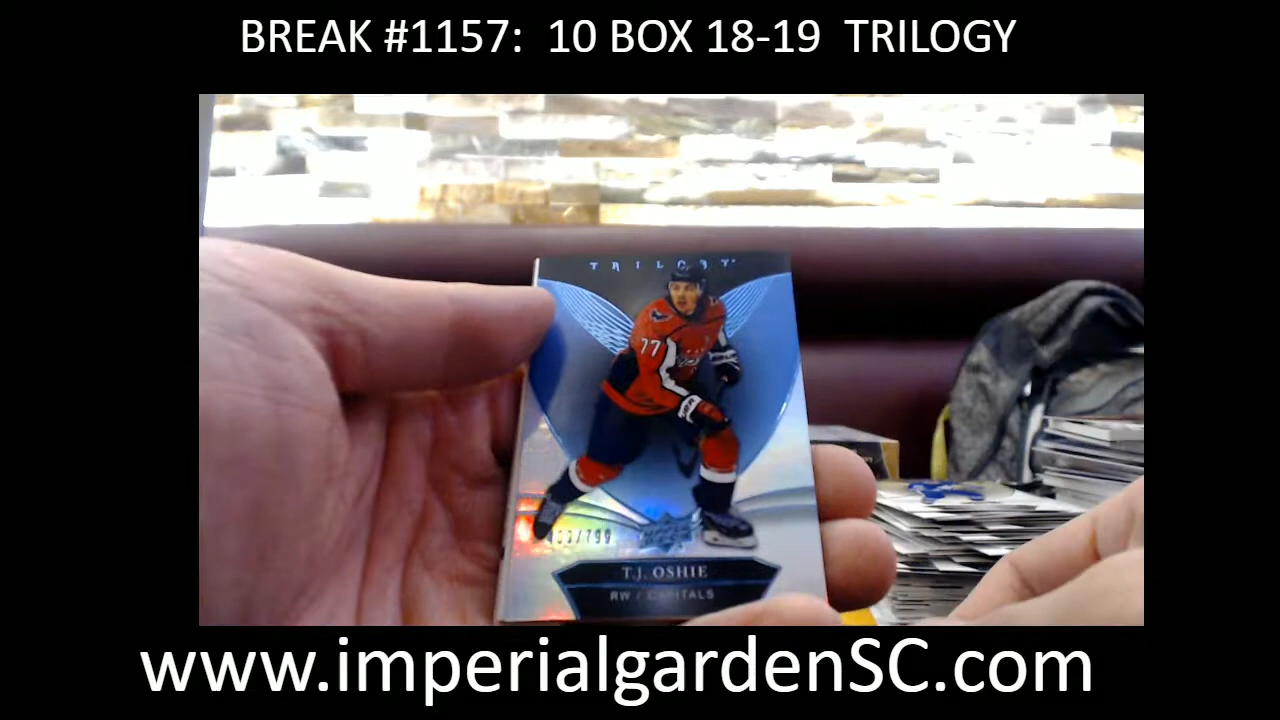 BREAK #1157: 10 BOX 18-19 TRILOGY
TRILOGY
77
T.J. OSHIE
RW / CAPITALS
www.imperialgardenSC.com